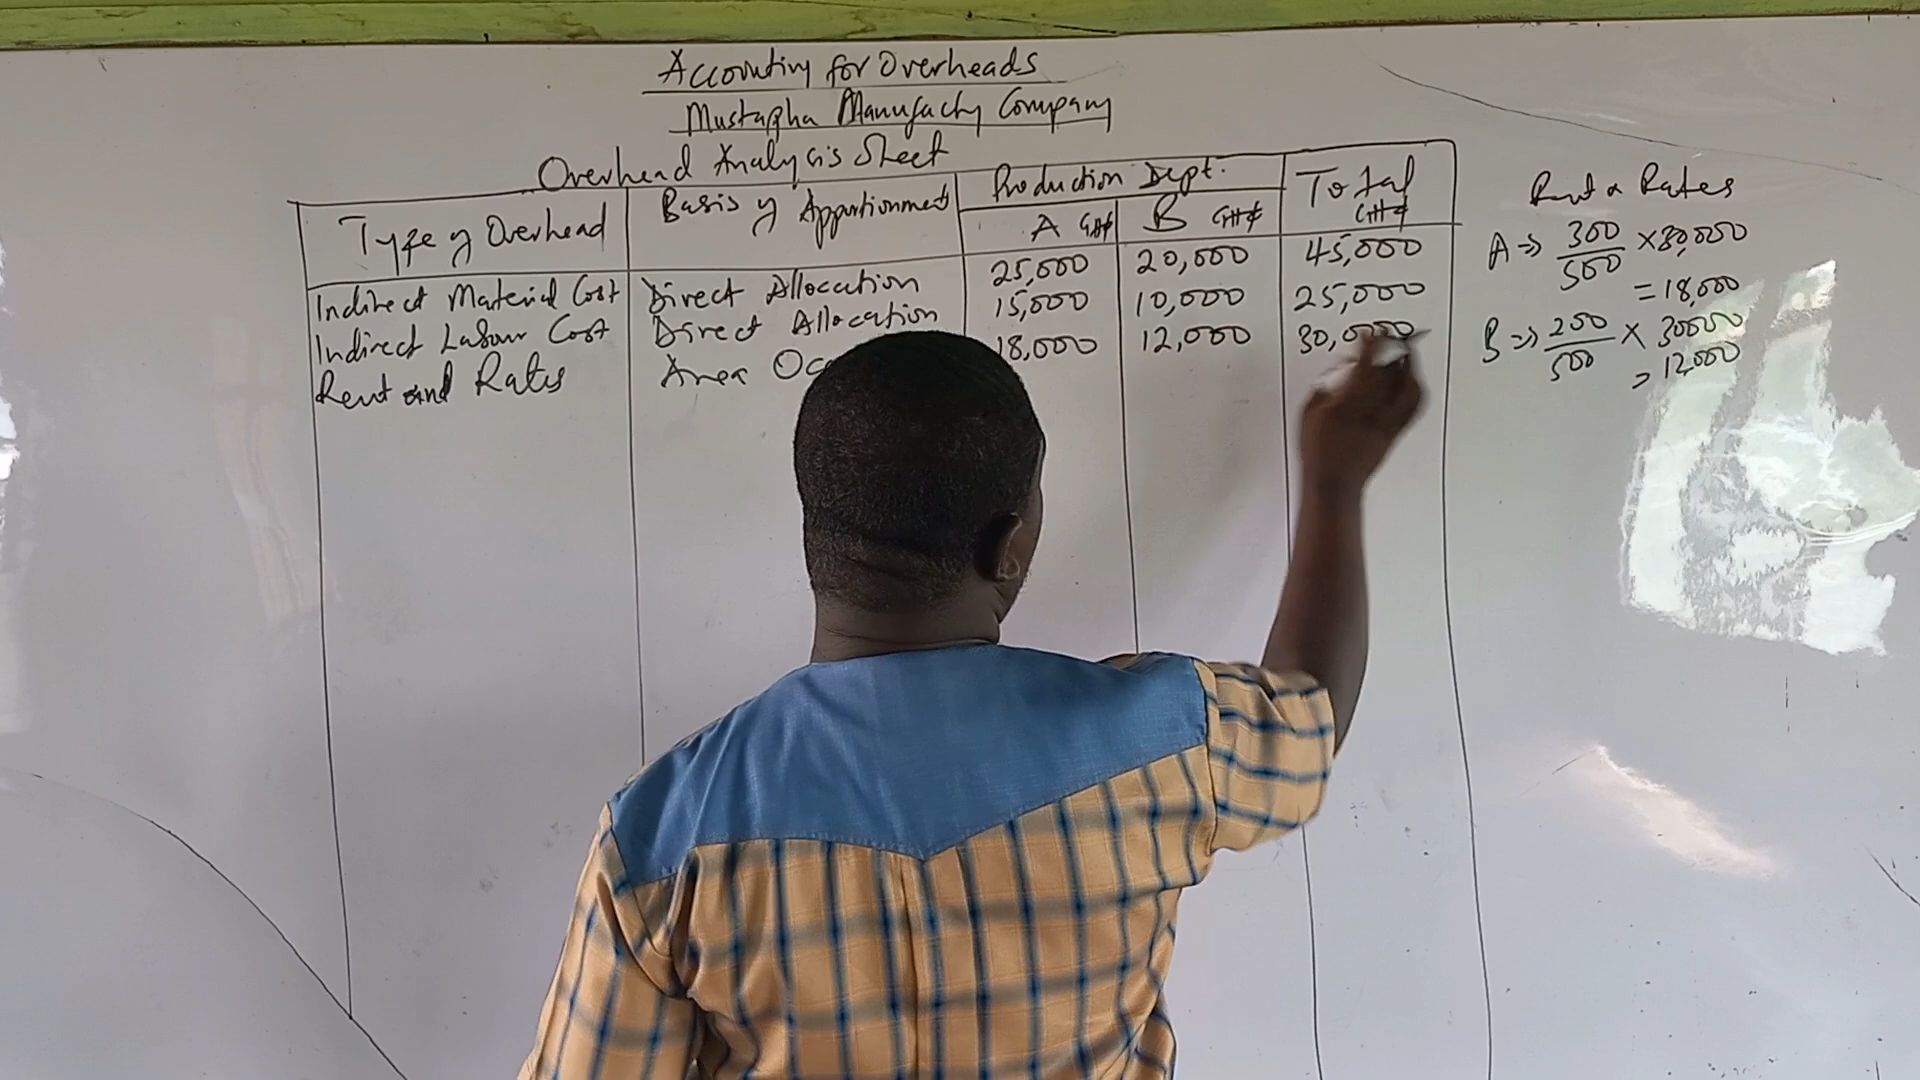 Accounting for Overheads
Mustapha Manufacty Company
Overhead Analysis Sheet
Type of Overhead Basis of Apportionment Production Dept. Total GH¢
A GH¢ B GH¢
Indirect Material Cost Direct Allocation 25,000 20,000 45,000
Indirect Labour Cost Direct Allocation 15,000 10,000 25,000
Rent and Rates Area 18,000 12,000 30,000
Rent & Rates
A => 300/500 × 30,000
= 18,000
B => 200/500 × 30000
= 12,000